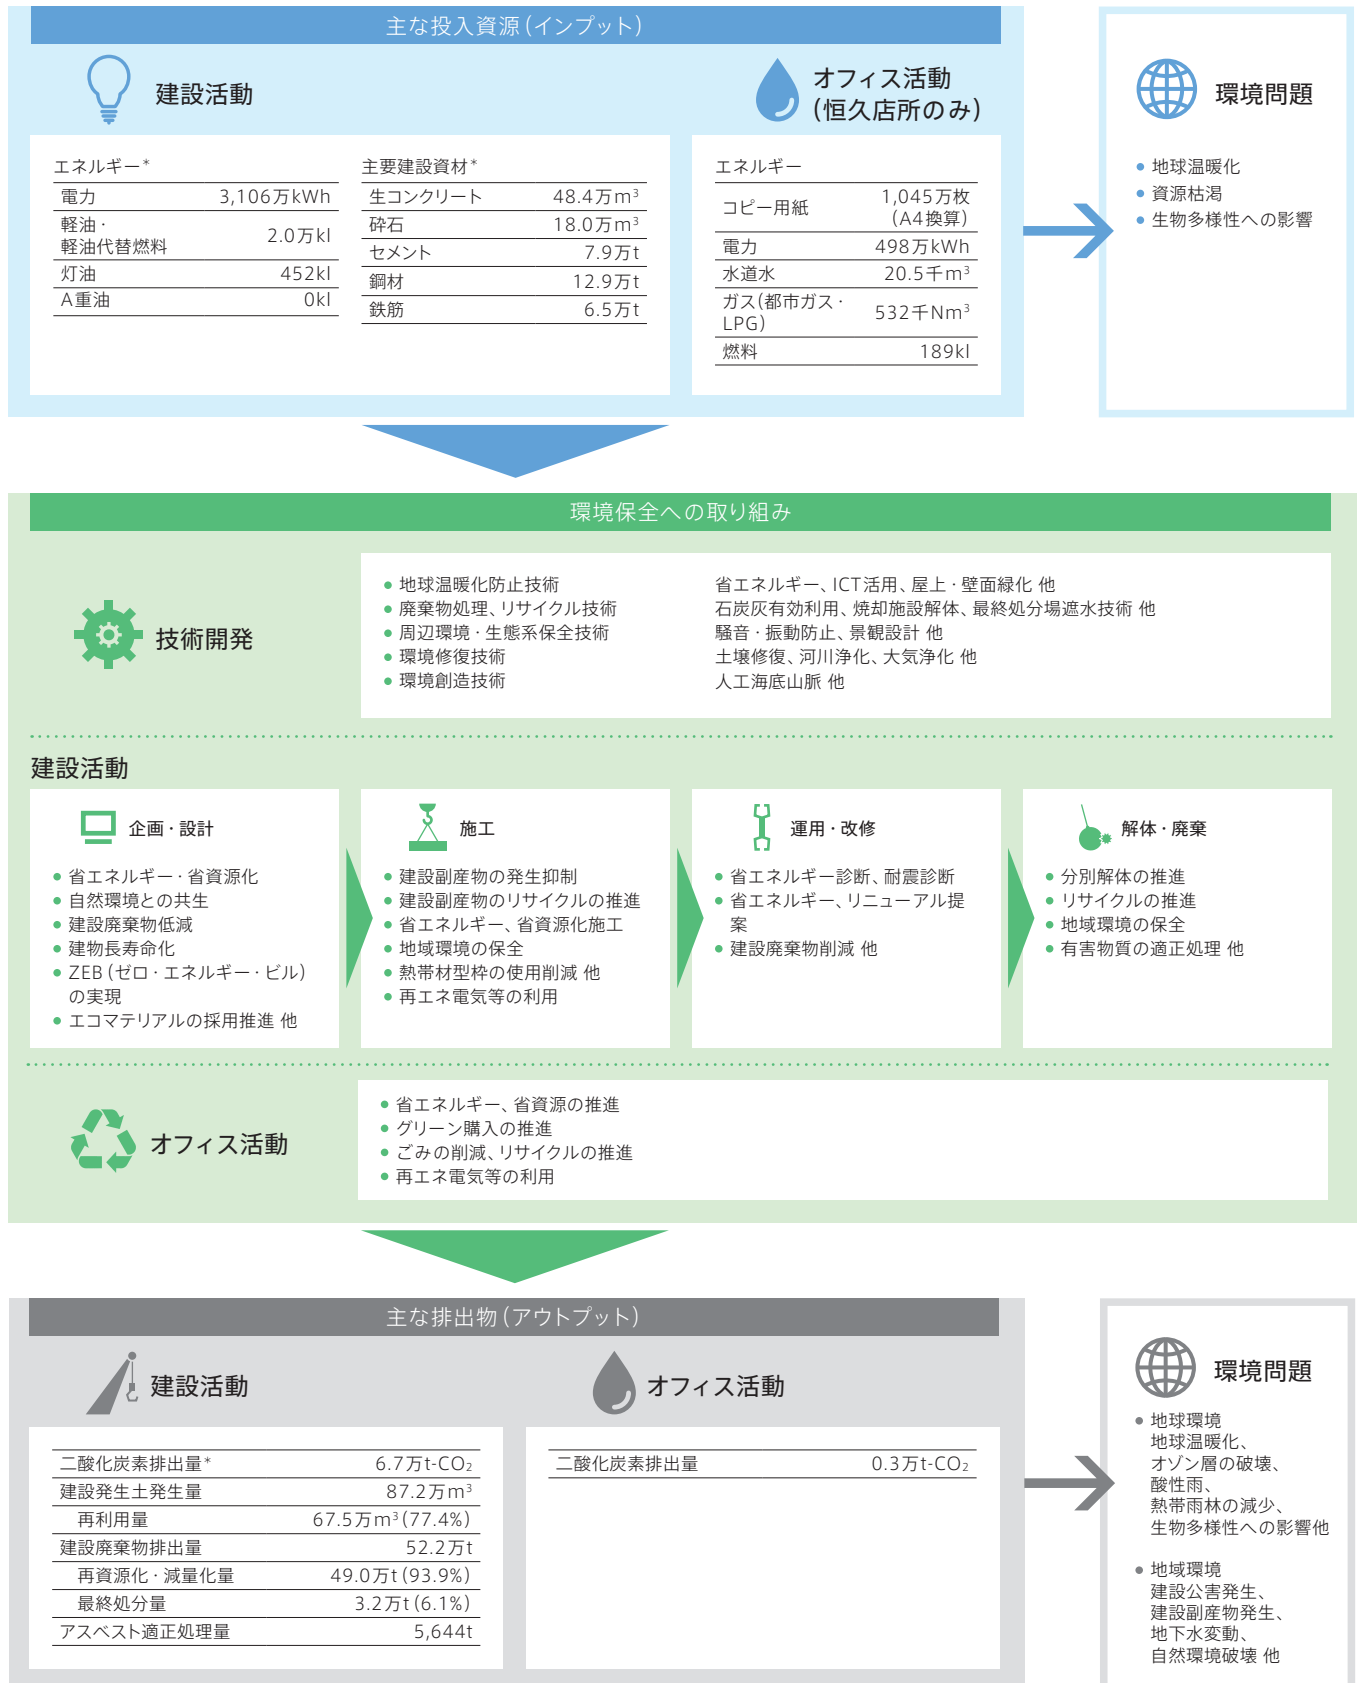 主な投入資源(インプット)
建設活動
オフィス活動
(恒久店所のみ)
エネルギー*
電力 3,106万kWh
軽油・
軽油代替燃料 2.0万kl
灯油 452kl
A重油 0kl
主要建設資材*
生コンクリート 48.4万m³
砕石 18.0万m³
セメント 7.9万t
鋼材 12.9万t
鉄筋 6.5万t
エネルギー
コピー用紙 1,045万枚
(A4換算)
電力 498万kWh
水道水 20.5千m³
ガス(都市ガス・
LPG) 532千Nm³
燃料 189kl
環境問題
• 地球温暖化
• 資源枯渇
• 生物多様性への影響
環境保全への取り組み
技術開発
• 地球温暖化防止技術 省エネルギー、ICT活用、屋上・壁面緑化 他
• 廃棄物処理、リサイクル技術 石炭灰有効利用、焼却施設解体、最終処分場遮水技術 他
• 周辺環境・生態系保全技術 騒音・振動防止、景観設計 他
• 環境修復技術 土壌修復、河川浄化、大気浄化 他
• 環境創造技術 人工海底山脈 他
建設活動
企画・設計
• 省エネルギー・省資源化
• 自然環境との共生
• 建設廃棄物低減
• 建物長寿命化
• ZEB(ゼロ・エネルギー・ビル)
の実現
• エコマテリアルの採用推進 他
施工
• 建設副産物の発生抑制
• 建設副産物のリサイクルの推進
• 省エネルギー、省資源化施工
• 地域環境の保全
• 熱帯材型枠の使用削減 他
• 再エネ電気等の利用
運用・改修
• 省エネルギー診断、耐震診断
• 省エネルギー、リニューアル提
案
• 建設廃棄物削減 他
解体・廃棄
• 分別解体の推進
• リサイクルの推進
• 地域環境の保全
• 有害物質の適正処理 他
オフィス活動
• 省エネルギー、省資源の推進
• グリーン購入の推進
• ごみの削減、リサイクルの推進
• 再エネ電気等の利用
主な排出物(アウトプット)
建設活動
オフィス活動
二酸化炭素排出量* 6.7万t-CO₂
建設発生土発生量 87.2万m³
再利用量 67.5万m³(77.4%)
建設廃棄物排出量 52.2万t
再資源化・減量化量 49.0万t(93.9%)
最終処分量 3.2万t(6.1%)
アスベスト適正処理量 5,644t
二酸化炭素排出量 0.3万t-CO₂
環境問題
• 地球環境
地球温暖化、
オゾン層の破壊、
酸性雨、
熱帯雨林の減少、
生物多様性への影響他
• 地域環境
建設公害発生、
建設副産物発生、
地下水変動、
自然環境破壊 他